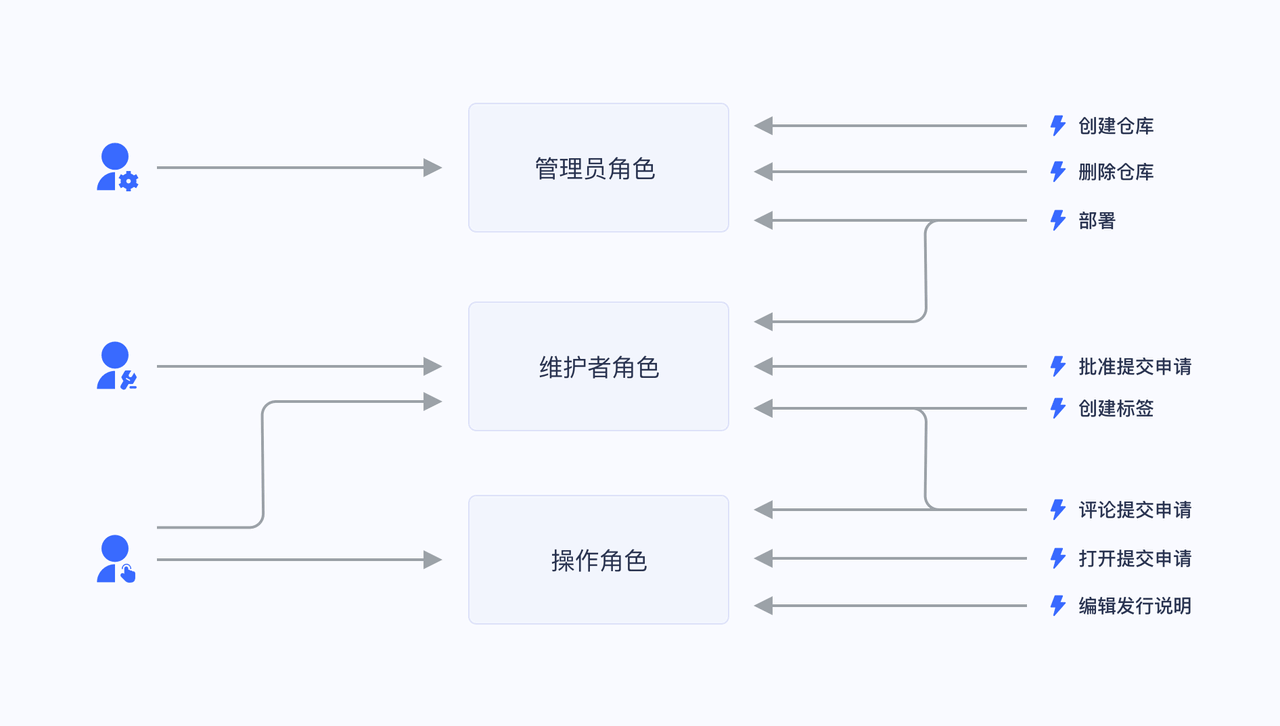 管理员角色
创建仓库
删除仓库
部署
维护者角色
批准提交申请
创建标签
操作角色
评论提交申请
打开提交申请
编辑发行说明